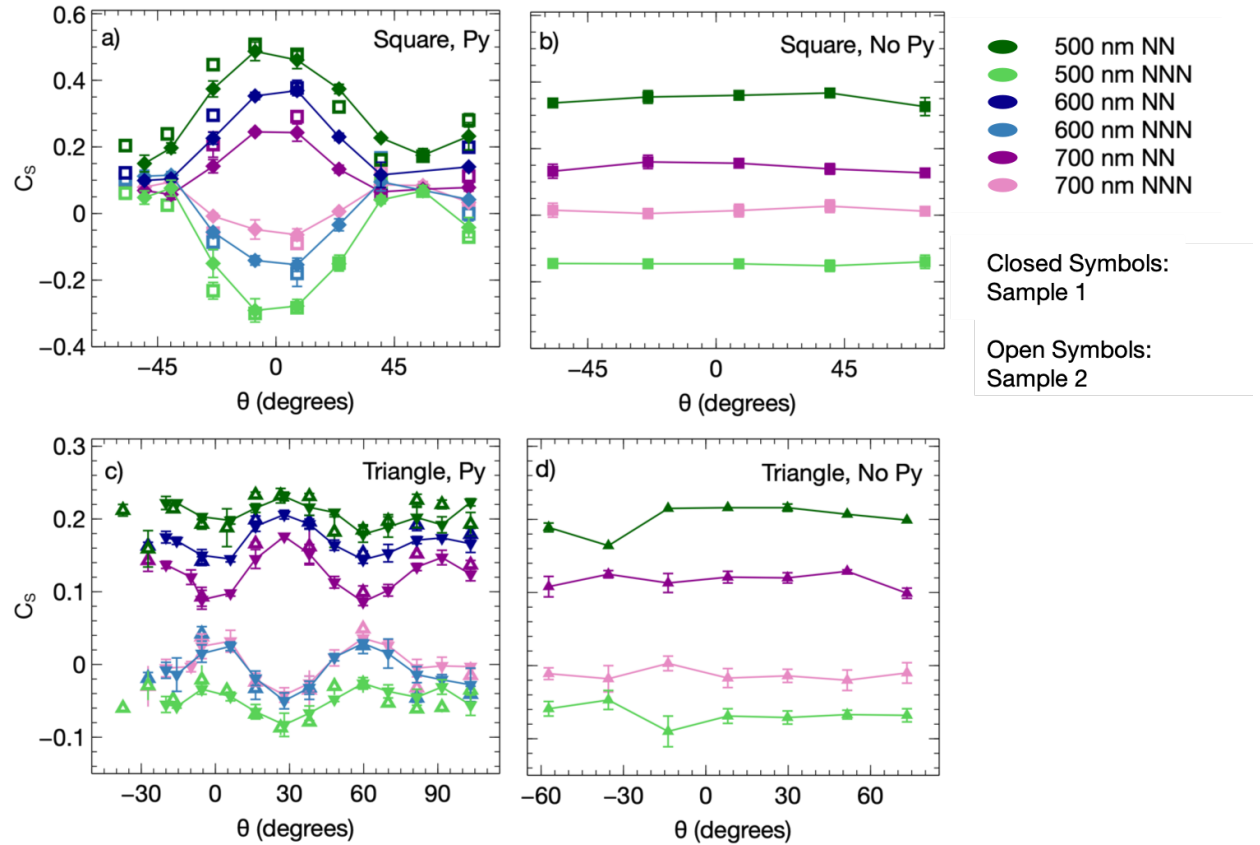 a)
Square, Py
0.6
0.4
0.2
0
−0.2
−0.4
Cs
−45
0
45
θ (degrees)
b)
Square, No Py
−45
0
45
θ (degrees)
500 nm NN
500 nm NNN
600 nm NN
600 nm NNN
700 nm NN
700 nm NNN
Closed Symbols:
Sample 1
Open Symbols:
Sample 2
c)
Triangle, Py
0.3
0.2
0.1
0
−0.1
Cs
−30
0
30
60
90
θ (degrees)
d)
Triangle, No Py
−60
−30
0
30
60
θ (degrees)